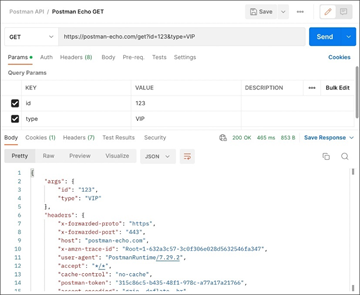 Postman API / Postman Echo GET
Save
GET
https://postman-echo.com/get?id=123&type=VIP
Send
Params
Auth
Headers (8)
Body
Pre-req.
Tests
Settings
Cookies
Query Params
KEY
VALUE
DESCRIPTION
Bulk Edit
id
123
type
VIP
Body
Cookies (1)
Headers (7)
Test Results
Security
200 OK
465 ms
853 B
Save Response
Pretty
Raw
Preview
Visualize
JSON
1 {
2 "args": {
3 "id": "123",
4 "type": "VIP"
5 },
6 "headers": {
7 "x-forwarded-proto": "https",
8 "x-forwarded-port": "443",
9 "host": "postman-echo.com",
10 "x-amzn-trace-id": "Root=1-632a3c57-3c0f306e028d5632546fa347",
11 "user-agent": "PostmanRuntime/7.29.2",
12 "accept": "*/*",
13 "cache-control": "no-cache",
14 "postman-token": "315c86c5-b435-48f1-978c-a77a17a21766",